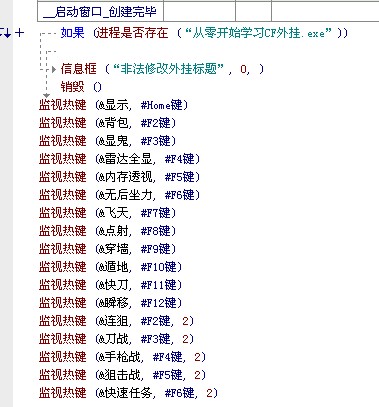 __启动窗口_创建完毕
如果 (进程是否存在 (“从零开始学习CF外挂.exe”))
信息框 (“非法修改外挂标题”, 0, )
销毁 ()
监视热键 (&显示, #Home键)
监视热键 (&背包, #F2键)
监视热键 (&显鬼, #F3键)
监视热键 (&雷达全显, #F4键)
监视热键 (&内存透视, #F5键)
监视热键 (&无后坐力, #F6键)
监视热键 (&飞天, #F7键)
监视热键 (&点射, #F8键)
监视热键 (&穿墙, #F9键)
监视热键 (&遁地, #F10键)
监视热键 (&快刀, #F11键)
监视热键 (&瞬移, #F12键)
监视热键 (&连狙, #F2键, 2)
监视热键 (&刀战, #F3键, 2)
监视热键 (&手枪战, #F4键, 2)
监视热键 (&狙击战, #F5键, 2)
监视热键 (&快速任务, #F6键, 2)